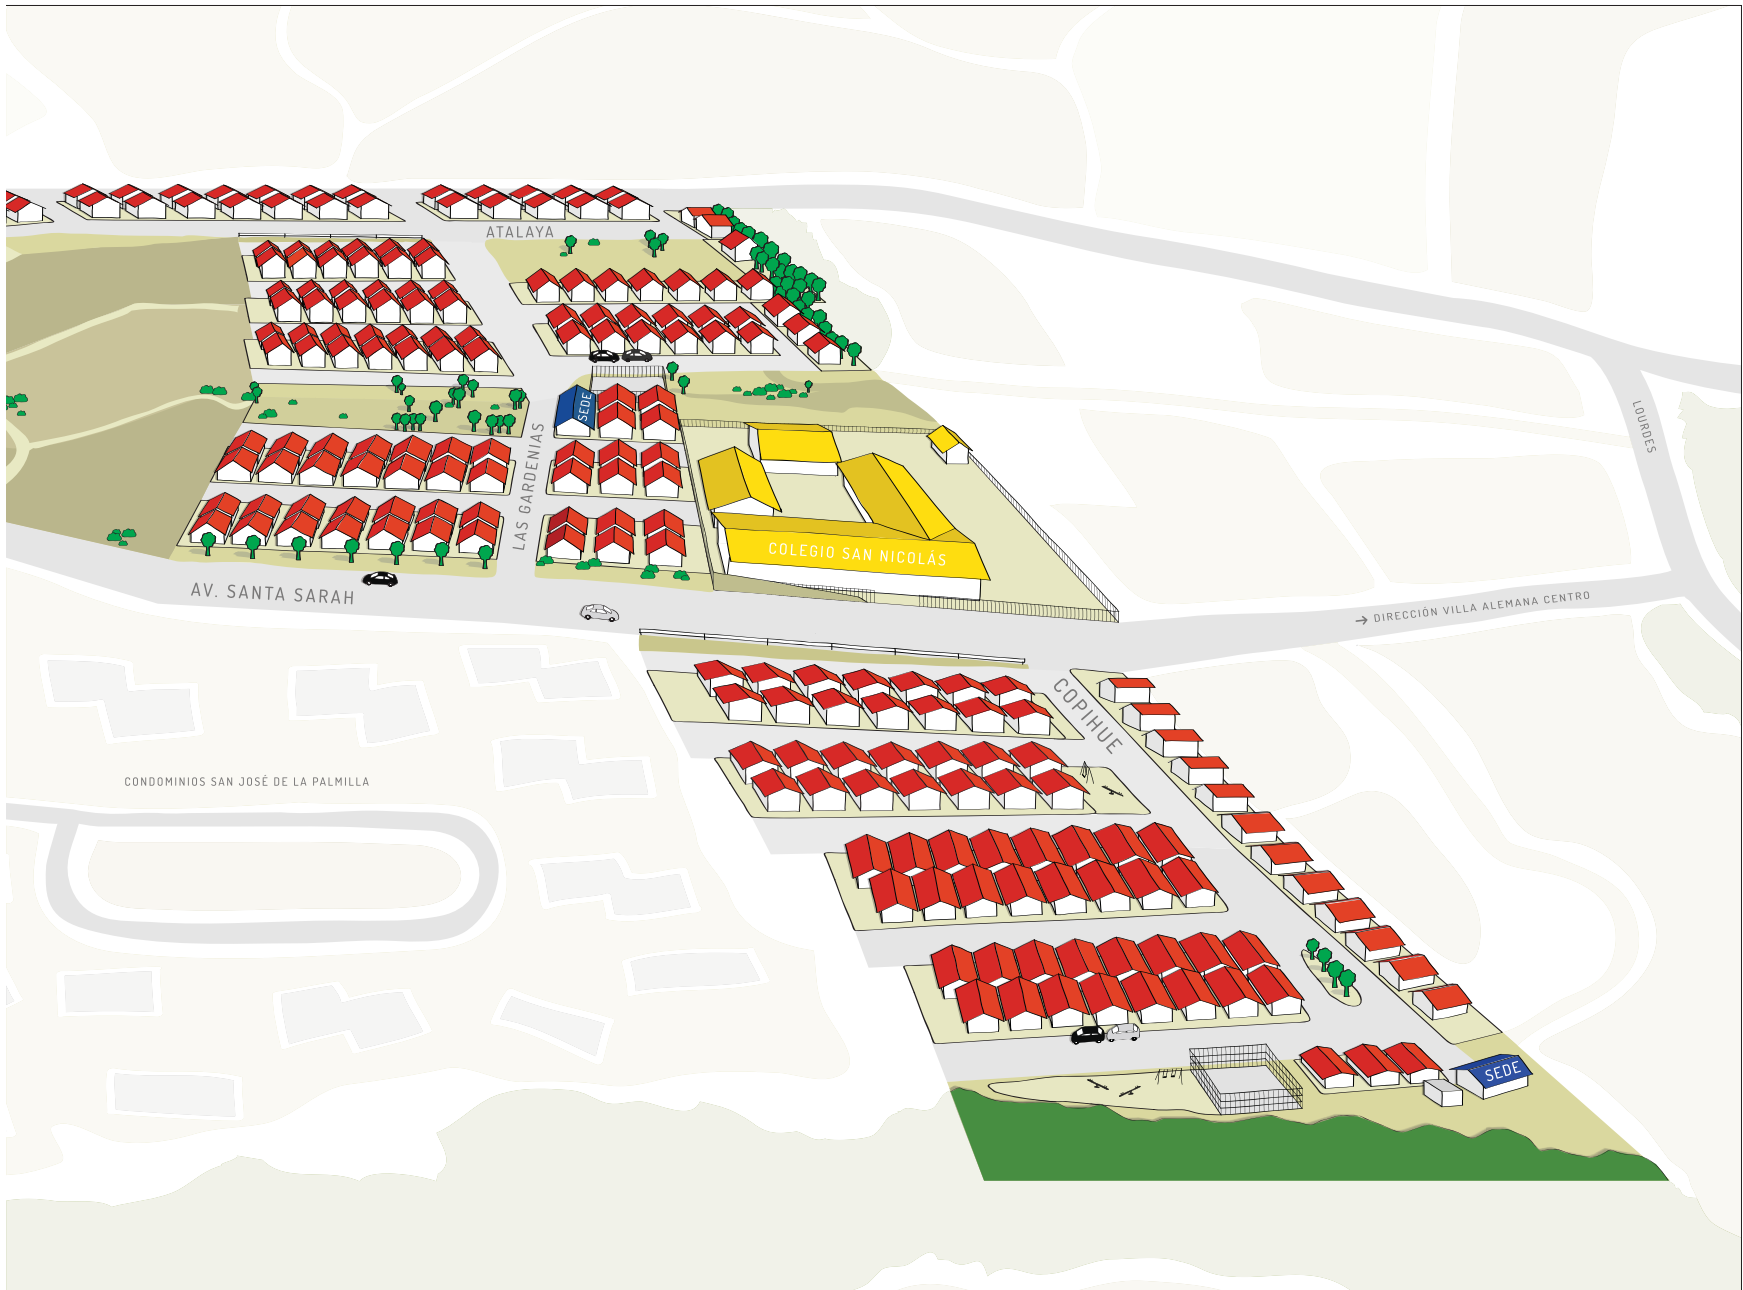 ATALAYA
SEDE
LAS GARDENIAS
LOURDES
COLEGIO SAN NICOLÁS
AV. SANTA SARAH
→ DIRECCIÓN VILLA ALEMANA CENTRO
COPIHUE
CONDOMINIOS SAN JOSÉ DE LA PALMILLA
SEDE